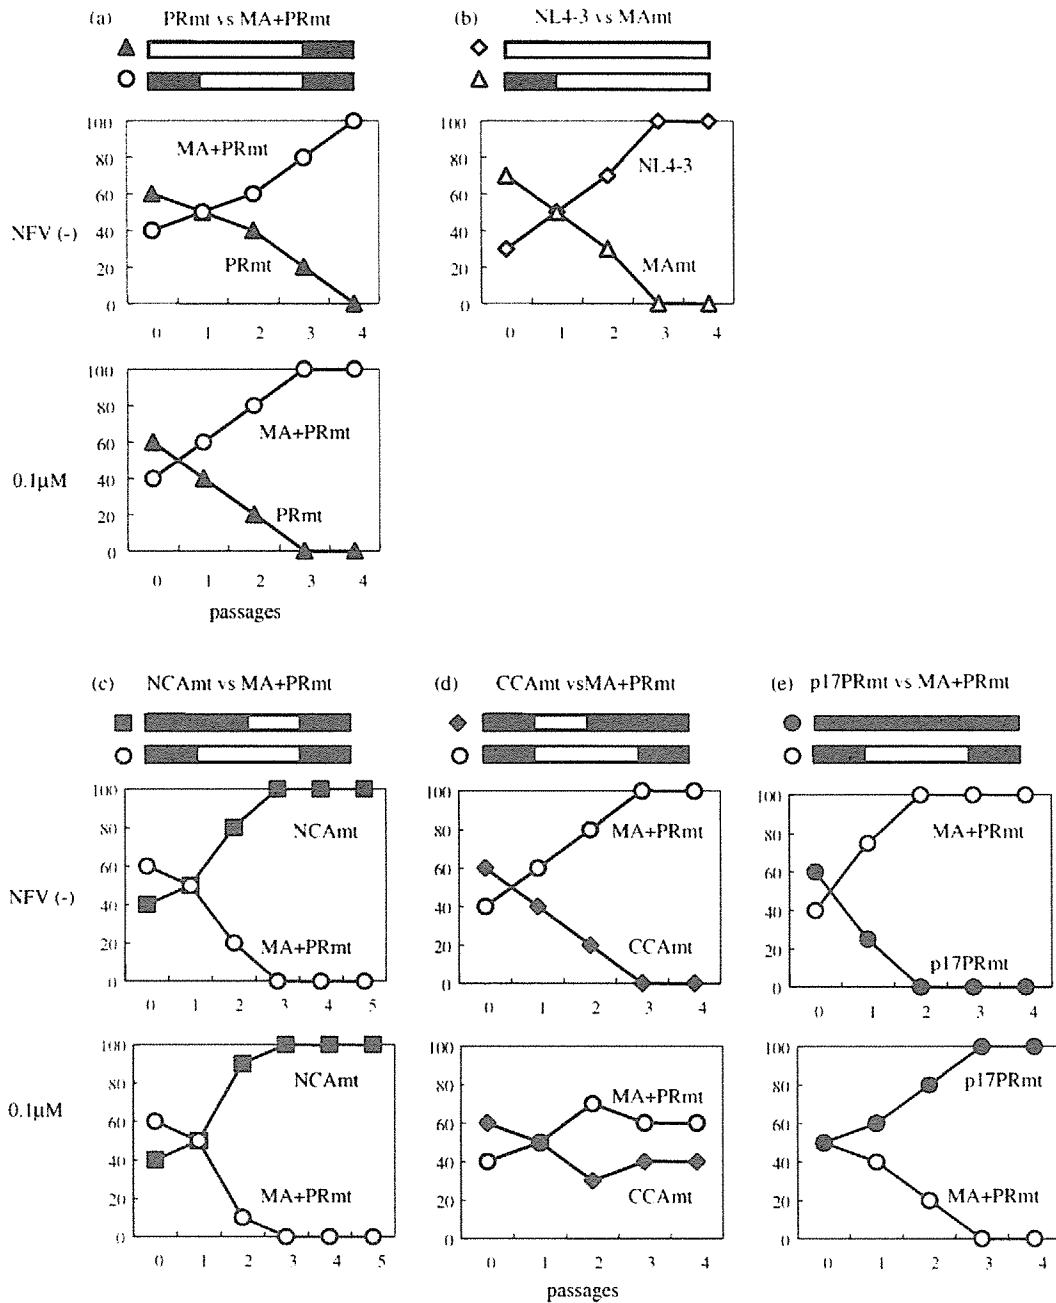 (a) PRmt vs MA+PRmt
(b) NL4-3 vs MAmt
100
80
60
40
20
0
NFV (-)
MA+PRmt
PRmt
0 1 2 3 4
100
80
60
40
20
0
NL4-3
MAmt
0 1 2 3 4
100
80
60
40
20
0
0.1µM
MA+PRmt
PRmt
0 1 2 3 4
passages
(c) NCAmt vs MA+PRmt
(d) CCAmt vsMA+PRmt
(e) p17PRmt vs MA+PRmt
100
80
60
40
20
0
NFV (-)
NCAmt
MA+PRmt
0 1 2 3 4 5
100
80
60
40
20
0
MA+PRmt
CCAmt
0 1 2 3 4
100
80
60
40
20
0
MA+PRmt
p17PRmt
0 1 2 3 4
100
80
60
40
20
0
0.1µM
NCAmt
MA+PRmt
0 1 2 3 4 5
100
80
60
40
20
0
MA+PRmt
CCAmt
0 1 2 3 4
passages
100
80
60
40
20
0
p17PRmt
MA+PRmt
0 1 2 3 4